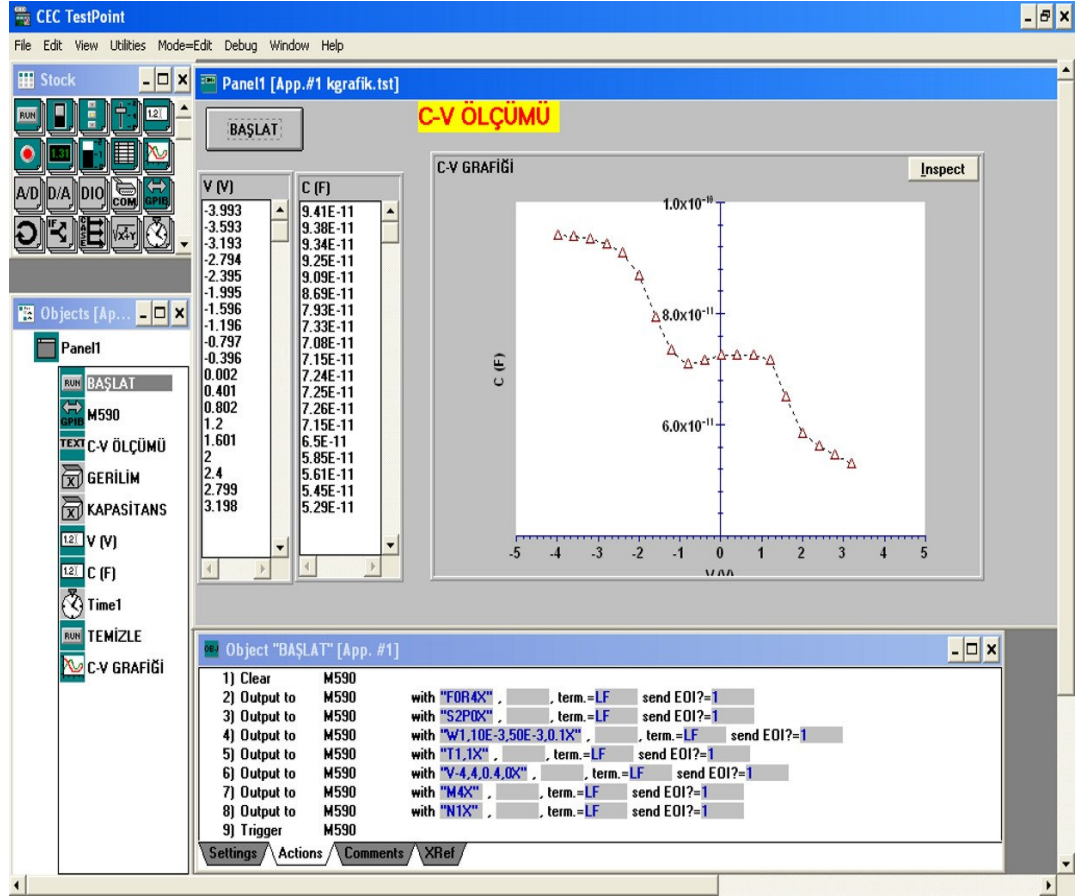 CEC TestPoint
File Edit View Utilities Mode=Edit Debug Window Help
Stock
RUN
1.2
1.31
A/D D/A DIO COM GPIB
IF CASE √X+Y
Objects [Ap...
Panel1
RUN BAŞLAT
GPIB M590
TEXT C-V ÖLÇÜMÜ
X GERİLİM
X KAPASİTANS
1.2 V (V)
1.2 C (F)
Time1
RUN TEMİZLE
C-V GRAFİĞİ
Panel1 [App.#1 kgrafik.tst]
BAŞLAT
C-V ÖLÇÜMÜ
V (V)
-3.993
-3.593
-3.193
-2.794
-2.395
-1.995
-1.596
-1.196
-0.797
-0.396
0.002
0.401
0.802
1.2
1.601
2
2.4
2.799
3.198
C (F)
9.41E-11
9.38E-11
9.34E-11
9.25E-11
9.09E-11
8.69E-11
7.93E-11
7.33E-11
7.08E-11
7.15E-11
7.24E-11
7.25E-11
7.26E-11
7.15E-11
6.5E-11
5.85E-11
5.61E-11
5.45E-11
5.29E-11
C-V GRAFİĞİ
Inspect
1.0x10⁻¹⁰
8.0x10⁻¹¹
6.0x10⁻¹¹
C (F)
-5 -4 -3 -2 -1 0 1 2 3 4 5
V (V)
OBJ Object "BAŞLAT" [App. #1]
1) Clear M590
2) Output to M590 with "F0R4X" , , term.=LF send EOI?=1
3) Output to M590 with "S2P0X" , , term.=LF send EOI?=1
4) Output to M590 with "W1,10E-3,50E-3,0.1X" , , term.=LF send EOI?=1
5) Output to M590 with "T1,1X" , , term.=LF send EOI?=1
6) Output to M590 with "V-4,4,0.4,0X" , , term.=LF send EOI?=1
7) Output to M590 with "M4X" , , term.=LF send EOI?=1
8) Output to M590 with "N1X" , , term.=LF send EOI?=1
9) Trigger M590
Settings Actions Comments XRef